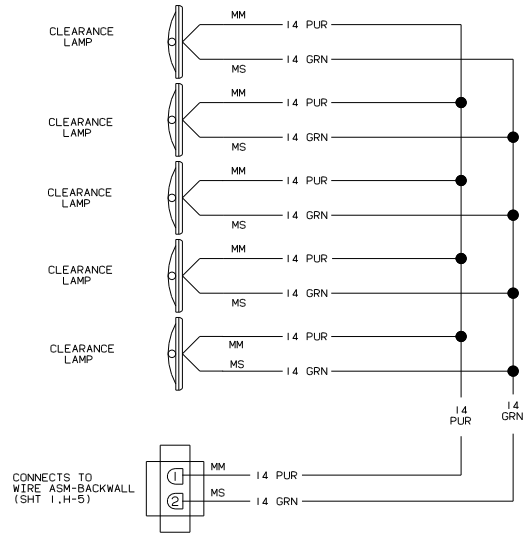 CLEARANCE
LAMP
MM
14 PUR
14 GRN
MS
CLEARANCE
LAMP
MM
14 PUR
14 GRN
MS
CLEARANCE
LAMP
MM
14 PUR
14 GRN
MS
CLEARANCE
LAMP
MM
14 PUR
14 GRN
MS
CLEARANCE
LAMP
14 PUR
MM
MS
14 GRN
14
PUR
14
GRN
CONNECTS TO
WIRE ASM-BACKWALL
(SHT 1,H-5)
1
MM
14 PUR
2
MS
14 GRN